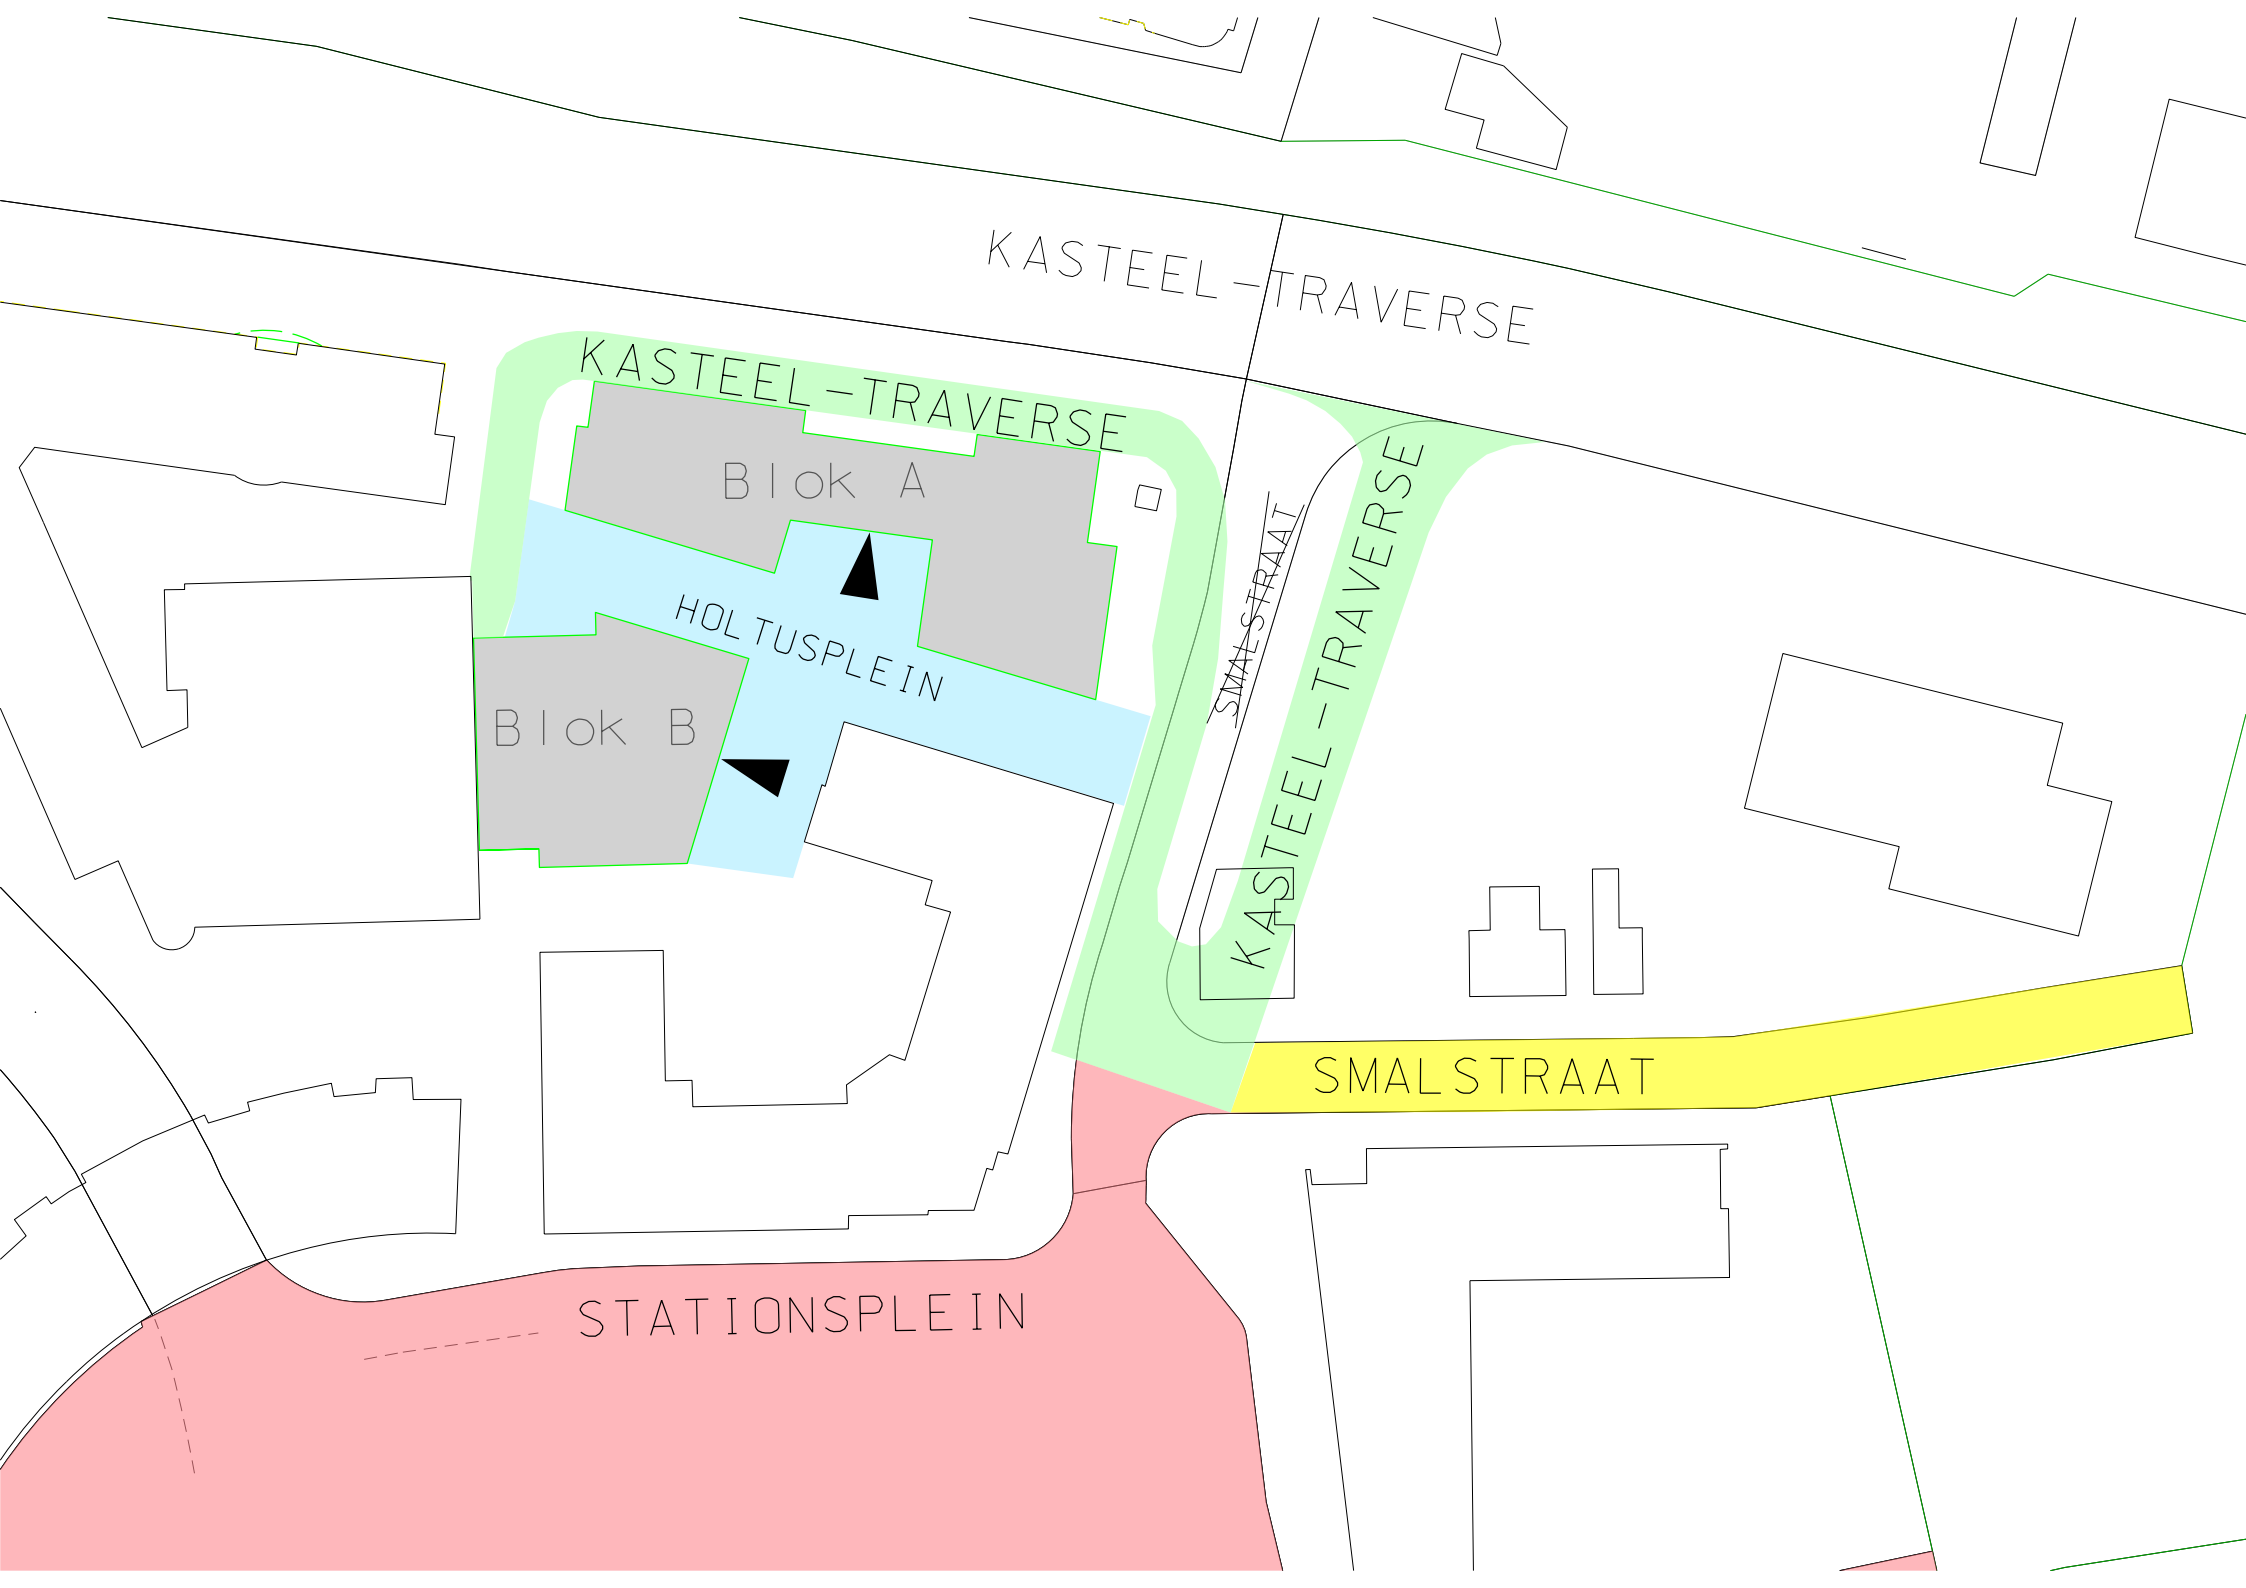 KASTEEL-TRAVERSE
KASTEEL-TRAVERSE
Blok A
SMALSTRAAT
KASTEEL-TRAVERSE
HOLTUSPLEIN
Blok B
SMALSTRAAT
STATIONSPLEIN